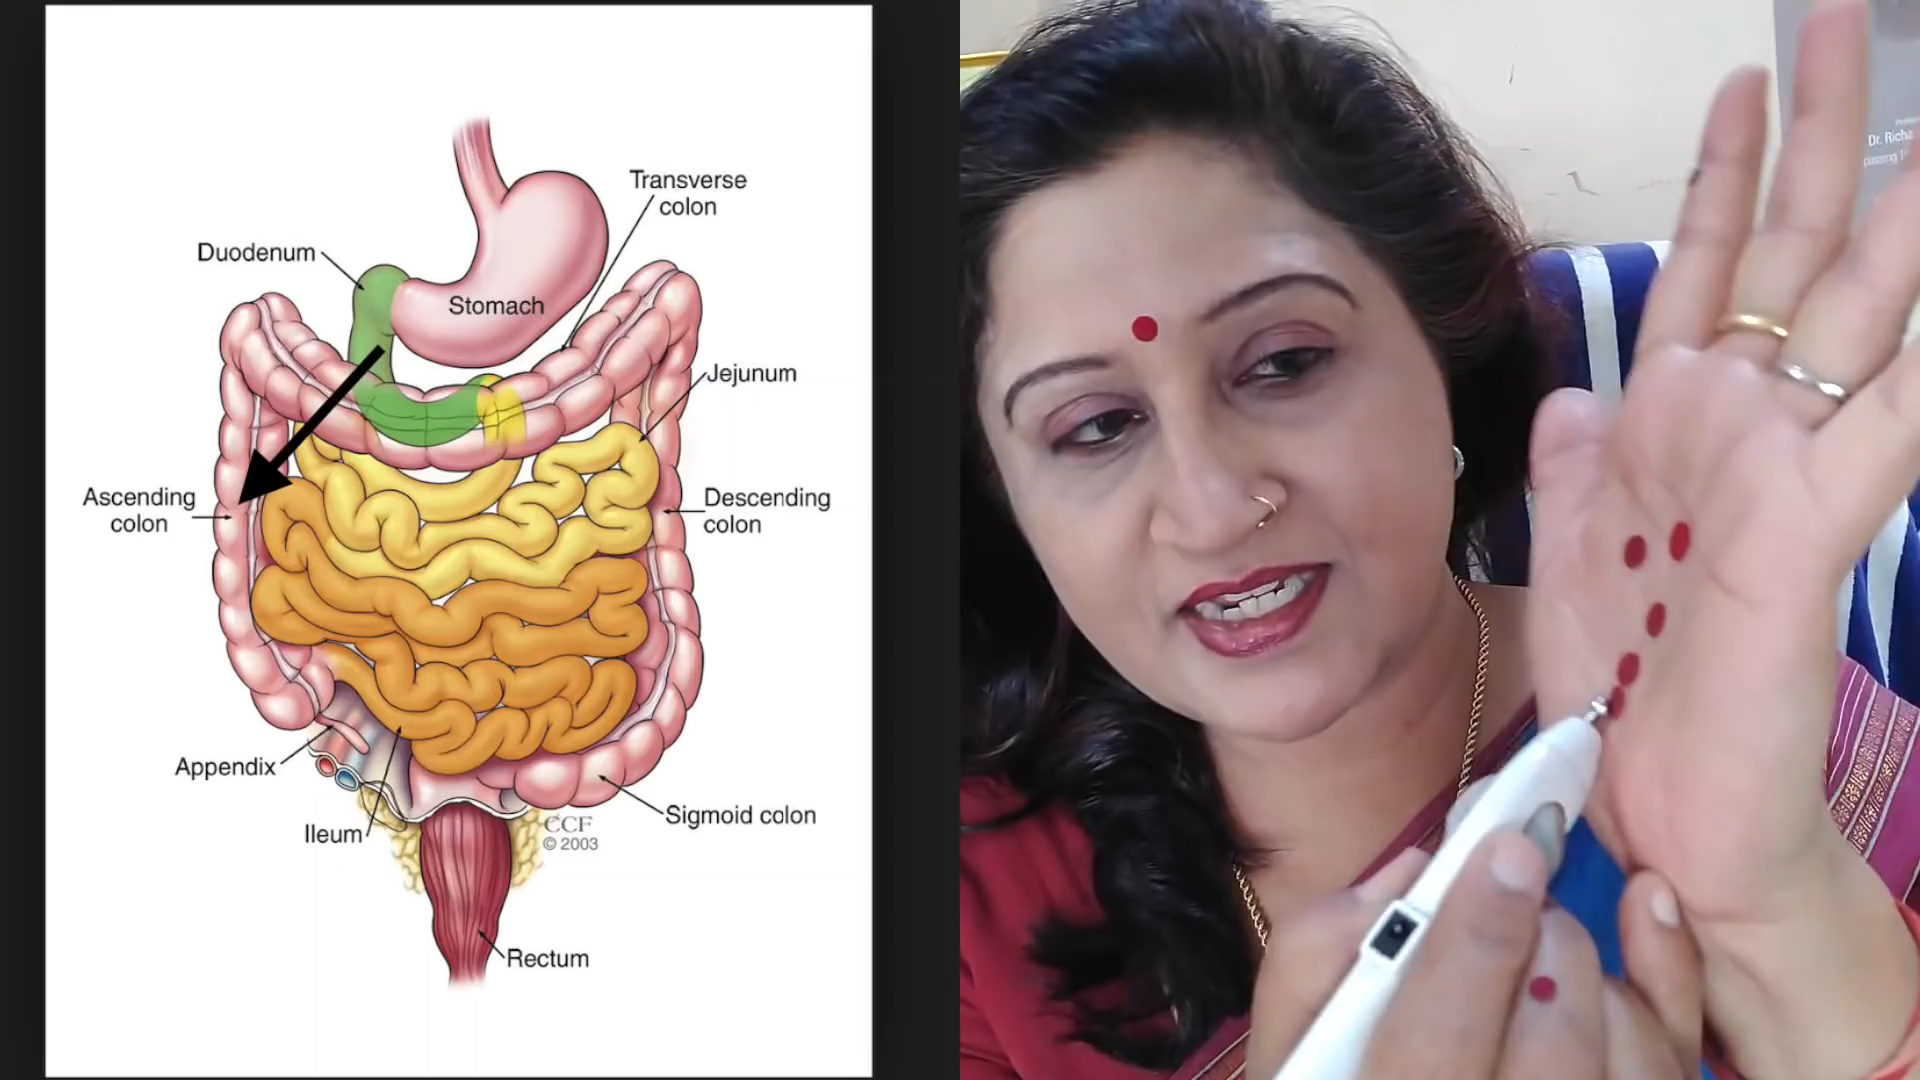 Transverse
colon
Duodenum
Stomach
Jejunum
Ascending
colon
Descending
colon
Appendix
Ileum
Sigmoid colon
CCF
© 2003
Rectum
Dr. Richa